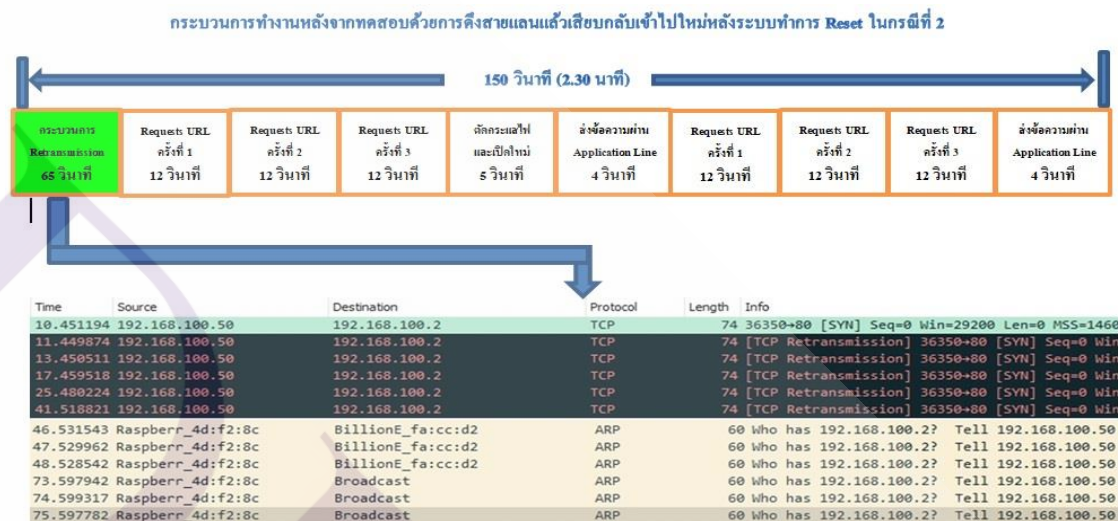 กระบวนการทำงานหลังจากทดสอบด้วยการดึงสายแลนแล้วเสียบกลับเข้าไปใหม่หลังระบบทำการ Reset ในกรณีที่ 2
150 วินาที (2.30 นาที)
กระบวนการ
Retransmission
65 วินาที
Requests URL
ครั้งที่ 1
12 วินาที
Requests URL
ครั้งที่ 2
12 วินาที
Requests URL
ครั้งที่ 3
12 วินาที
ตัดกระแสไฟ
และเปิดใหม่
5 วินาที
ส่งข้อความผ่าน
Application Line
4 วินาที
Requests URL
ครั้งที่ 1
12 วินาที
Requests URL
ครั้งที่ 2
12 วินาที
Requests URL
ครั้งที่ 3
12 วินาที
ส่งข้อความผ่าน
Application Line
4 วินาที
Time Source Destination Protocol Length Info
10.451194 192.168.100.50 192.168.100.2 TCP 74 36350→80 [SYN] Seq=0 Win=29200 Len=0 MSS=1460
11.449874 192.168.100.50 192.168.100.2 TCP 74 [TCP Retransmission] 36350→80 [SYN] Seq=0 Win
13.450511 192.168.100.50 192.168.100.2 TCP 74 [TCP Retransmission] 36350→80 [SYN] Seq=0 Win
17.459518 192.168.100.50 192.168.100.2 TCP 74 [TCP Retransmission] 36350→80 [SYN] Seq=0 Win
25.480224 192.168.100.50 192.168.100.2 TCP 74 [TCP Retransmission] 36350→80 [SYN] Seq=0 Win
41.518821 192.168.100.50 192.168.100.2 TCP 74 [TCP Retransmission] 36350→80 [SYN] Seq=0 Win
46.531543 Raspberr_4d:f2:8c BillionE_fa:cc:d2 ARP 60 Who has 192.168.100.2? Tell 192.168.100.50
47.529962 Raspberr_4d:f2:8c BillionE_fa:cc:d2 ARP 60 Who has 192.168.100.2? Tell 192.168.100.50
48.528542 Raspberr_4d:f2:8c BillionE_fa:cc:d2 ARP 60 Who has 192.168.100.2? Tell 192.168.100.50
73.597942 Raspberr_4d:f2:8c Broadcast ARP 60 Who has 192.168.100.2? Tell 192.168.100.50
74.599317 Raspberr_4d:f2:8c Broadcast ARP 60 Who has 192.168.100.2? Tell 192.168.100.50
75.597782 Raspberr_4d:f2:8c Broadcast ARP 60 Who has 192.168.100.2? Tell 192.168.100.50